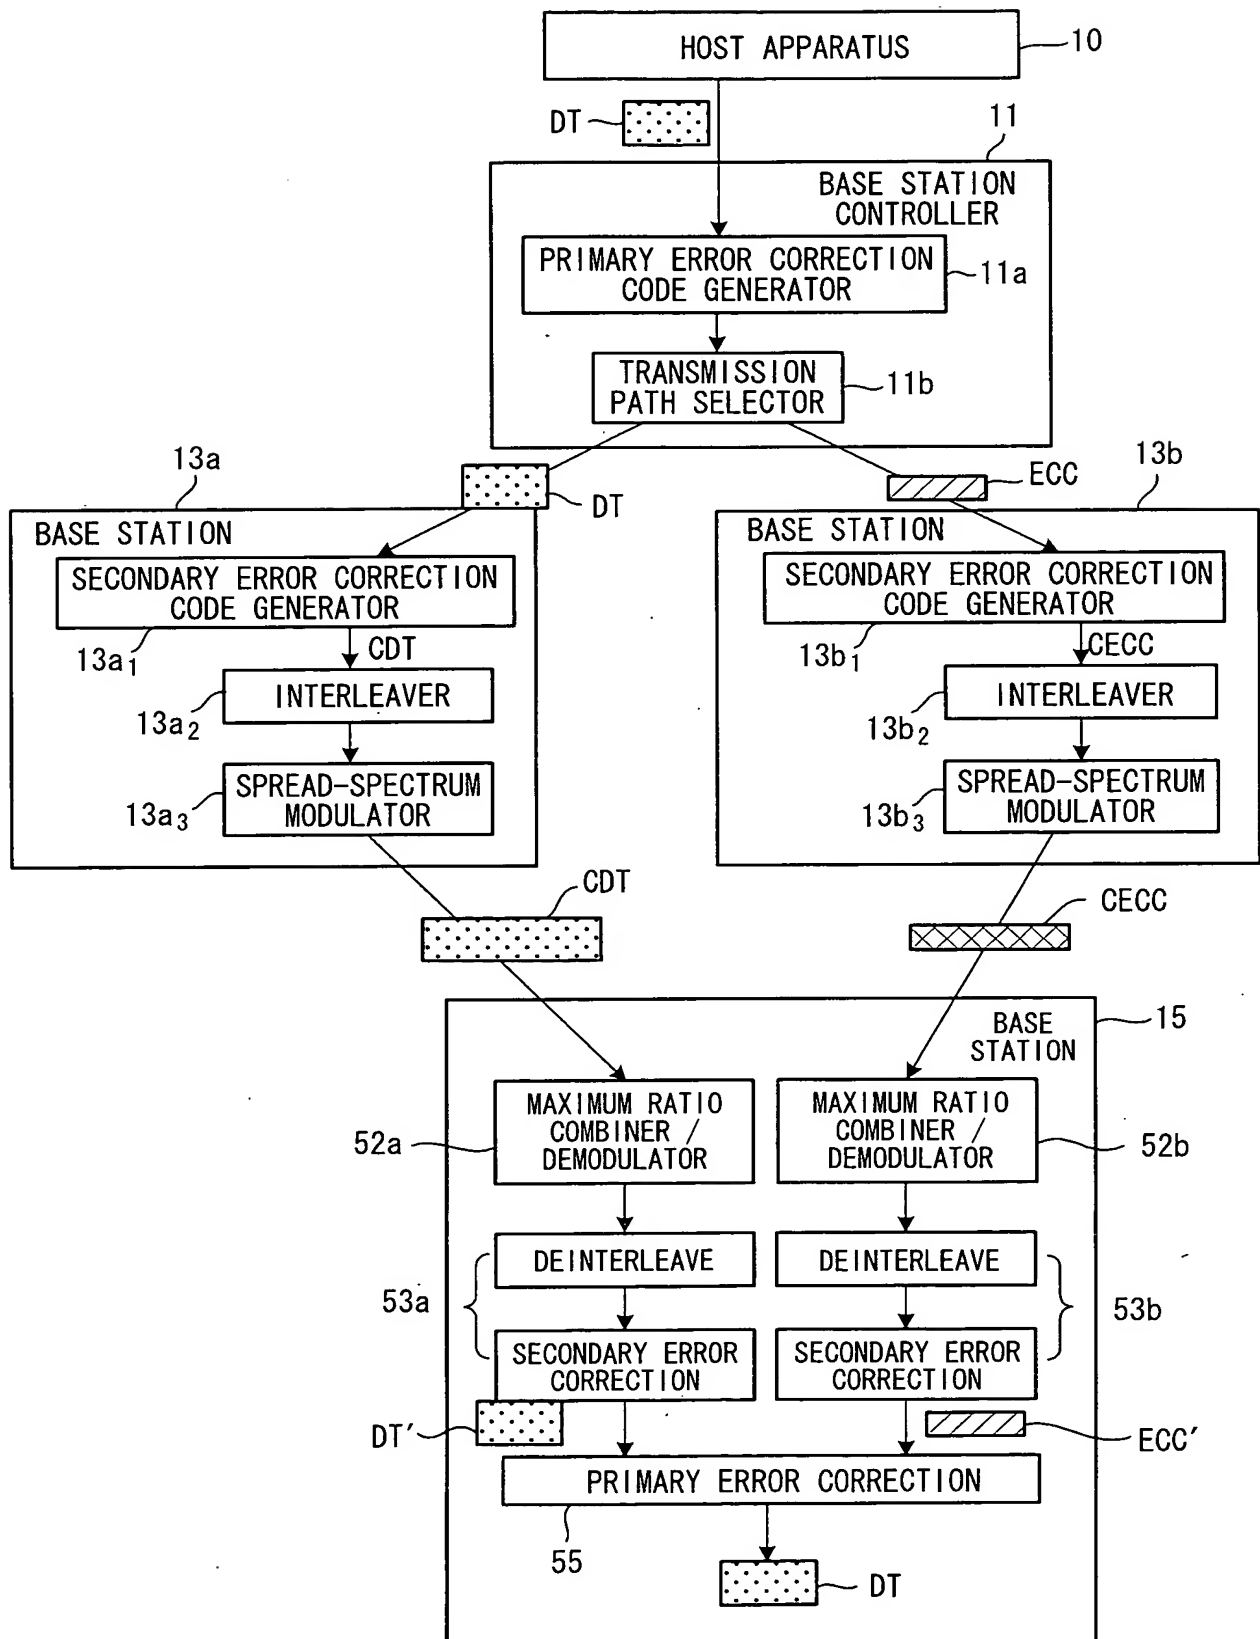 HOST APPARATUS
10
DT
11
BASE STATION
CONTROLLER
PRIMARY ERROR CORRECTION
CODE GENERATOR
11a
TRANSMISSION
PATH SELECTOR
11b
13a
DT
ECC
13b
BASE STATION
SECONDARY ERROR CORRECTION
CODE GENERATOR
13a1
CDT
INTERLEAVER
13a2
SPREAD-SPECTRUM
MODULATOR
13a3
BASE STATION
SECONDARY ERROR CORRECTION
CODE GENERATOR
13b1
CECC
INTERLEAVER
13b2
SPREAD-SPECTRUM
MODULATOR
13b3
CDT
CECC
15
BASE
STATION
MAXIMUM RATIO
COMBINER /
DEMODULATOR
52a
MAXIMUM RATIO
COMBINER /
DEMODULATOR
52b
DEINTERLEAVE
DEINTERLEAVE
53a
53b
SECONDARY ERROR
CORRECTION
SECONDARY ERROR
CORRECTION
DT′
ECC′
PRIMARY ERROR CORRECTION
55
DT